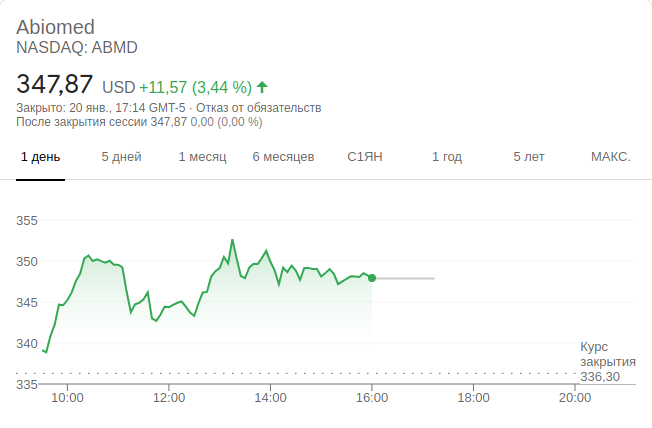 Abiomed
NASDAQ: ABMD
347,87 USD +11,57 (3,44 %)
Закрыто: 20 янв., 17:14 GMT-5 · Отказ от обязательств
После закрытия сессии 347,87 0,00 (0,00 %)
1 день 5 дней 1 месяц 6 месяцев С1ЯН 1 год 5 лет МАКС.
355
350
345
340
335
Курс
закрытия
336,30
10:00 12:00 14:00 16:00 18:00 20:00